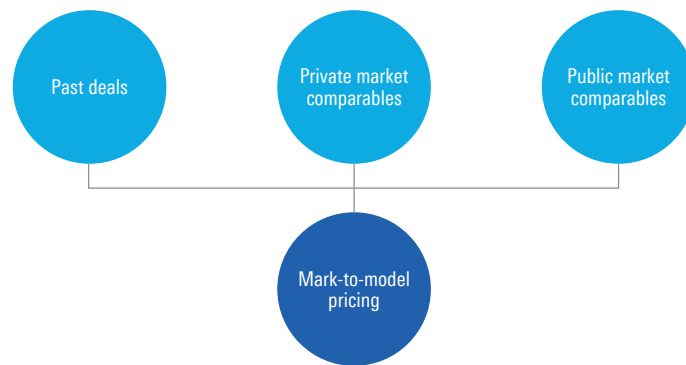 Past deals
Private market
comparables
Public market
comparables
Mark-to-model
pricing